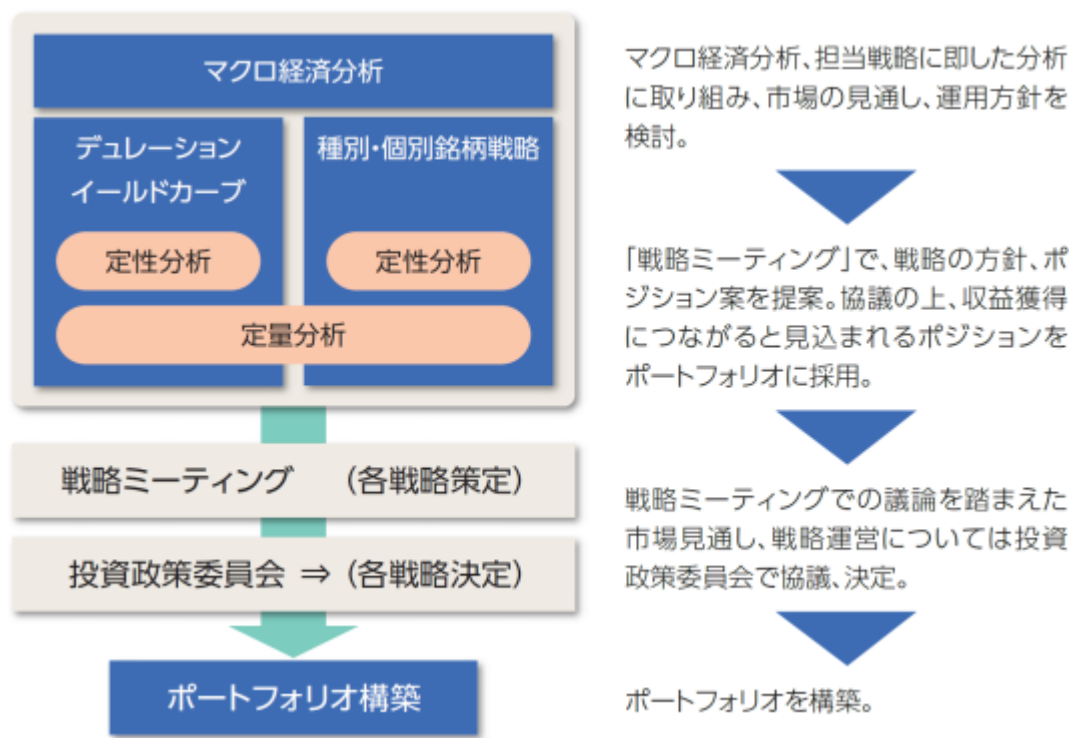 マクロ経済分析
デュレーション
イールドカーブ
種別・個別銘柄戦略
定性分析
定性分析
定量分析
戦略ミーティング （各戦略策定）
投資政策委員会 ⇒ （各戦略決定）
ポートフォリオ構築
マクロ経済分析、担当戦略に即した分析
に取り組み、市場の見通し、運用方針を
検討。
「戦略ミーティング」で、戦略の方針、ポ
ジション案を提案。協議の上、収益獲得
につながると見込まれるポジションを
ポートフォリオに採用。
戦略ミーティングでの議論を踏まえた
市場見通し、戦略運営については投資
政策委員会で協議、決定。
ポートフォリオを構築。